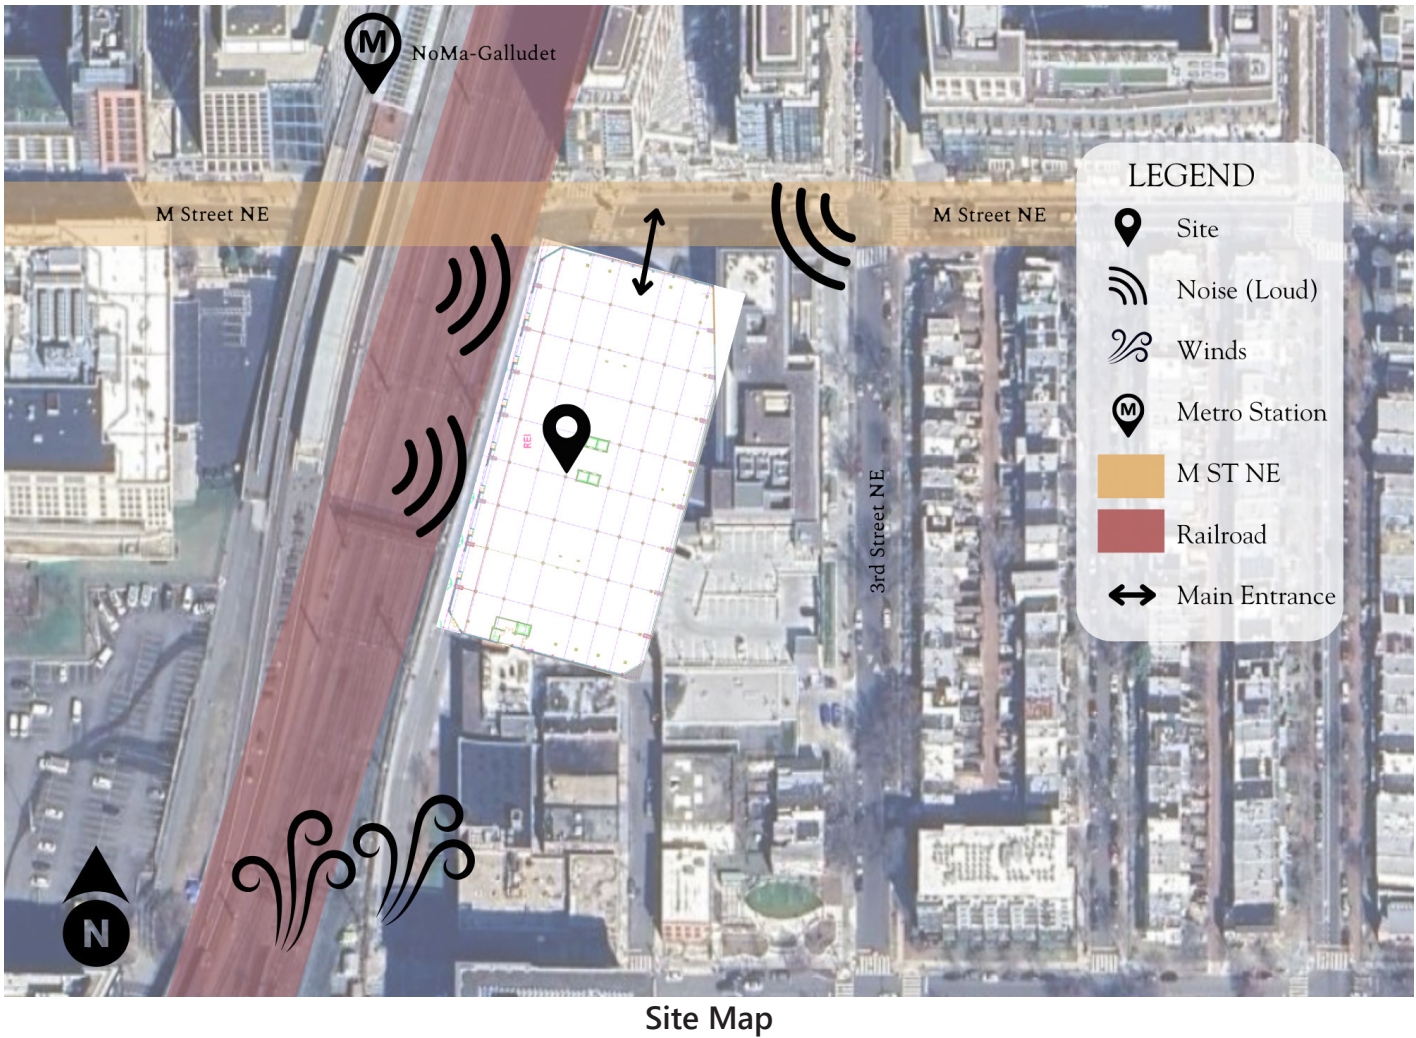 M
NoMa-Galludet
M Street NE
M Street NE
LEGEND
Site
Noise (Loud)
Winds
M
Metro Station
M ST NE
Railroad
Main Entrance
REI
3rd Street NE
N
Site Map